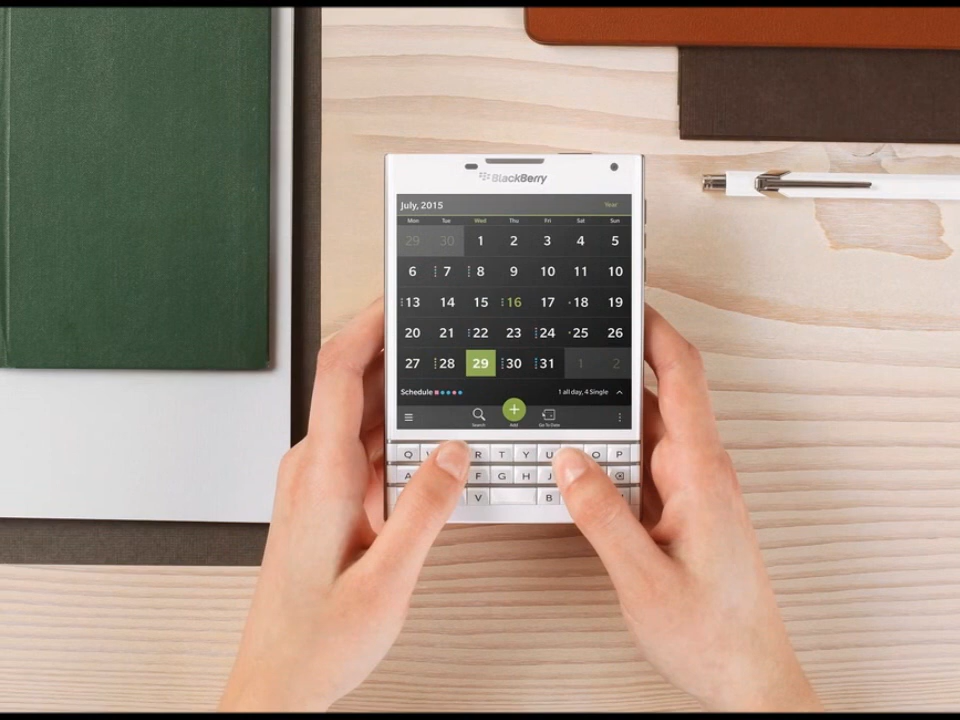 BlackBerry
July, 2015 Year
Mon Tue Wed Thu Fri Sat Sun
29 30 1 2 3 4 5
6 7 8 9 10 11 10
13 14 15 16 17 18 19
20 21 22 23 24 25 26
27 28 29 30 31 1 2
Schedule 1 all day, 4 Single
Search Add Go To Date
Q R T Y U O P
A F G H J
V B